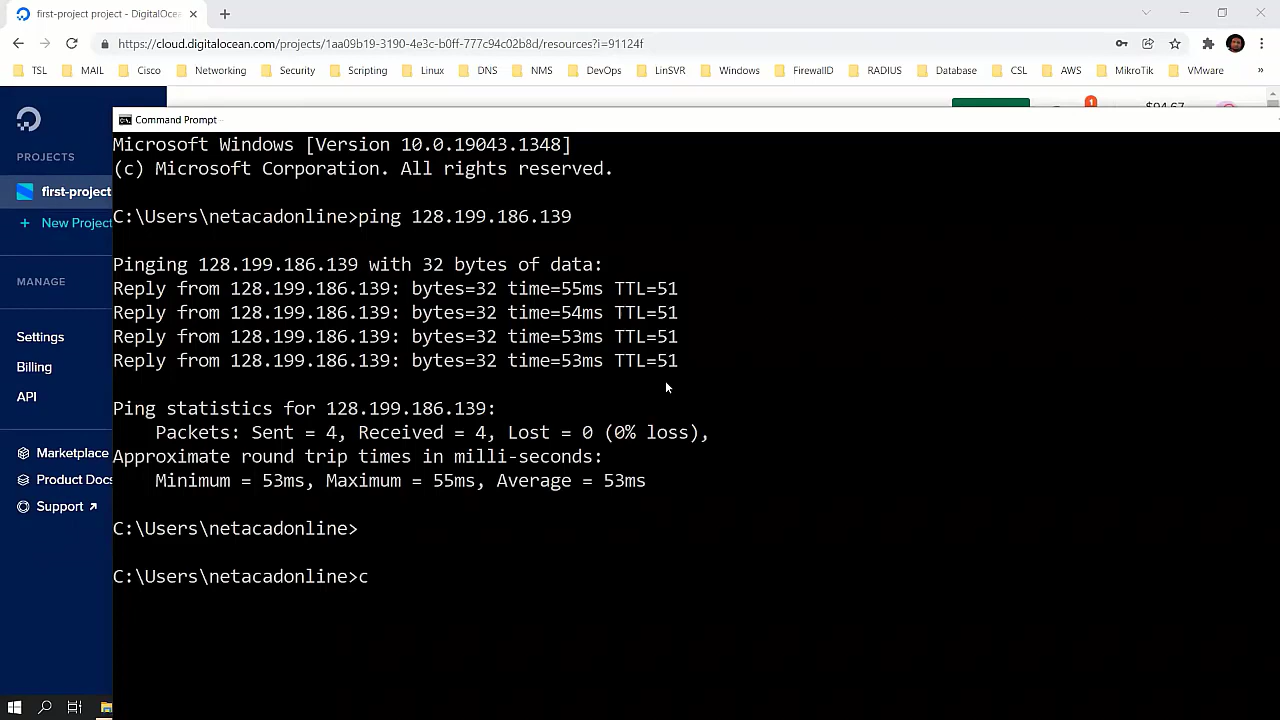 first-project project - DigitalOcea
https://cloud.digitalocean.com/projects/1aa09b19-3190-4e3c-b0ff-777c94c02b8d/resources?i=91124f
TSL MAIL Cisco Networking Security Scripting Linux DNS NMS DevOps LinSVR Windows FirewallD RADIUS Database CSL AWS MikroTik VMware »
1
PROJECTS
first-project
+ New Project
MANAGE
Settings
Billing
API
Marketplace
Product Docs
Support
Command Prompt
Microsoft Windows [Version 10.0.19043.1348]
(c) Microsoft Corporation. All rights reserved.
C:\Users\netacadonline>ping 128.199.186.139
Pinging 128.199.186.139 with 32 bytes of data:
Reply from 128.199.186.139: bytes=32 time=55ms TTL=51
Reply from 128.199.186.139: bytes=32 time=54ms TTL=51
Reply from 128.199.186.139: bytes=32 time=53ms TTL=51
Reply from 128.199.186.139: bytes=32 time=53ms TTL=51
Ping statistics for 128.199.186.139:
Packets: Sent = 4, Received = 4, Lost = 0 (0% loss),
Approximate round trip times in milli-seconds:
Minimum = 53ms, Maximum = 55ms, Average = 53ms
C:\Users\netacadonline>
C:\Users\netacadonline>c